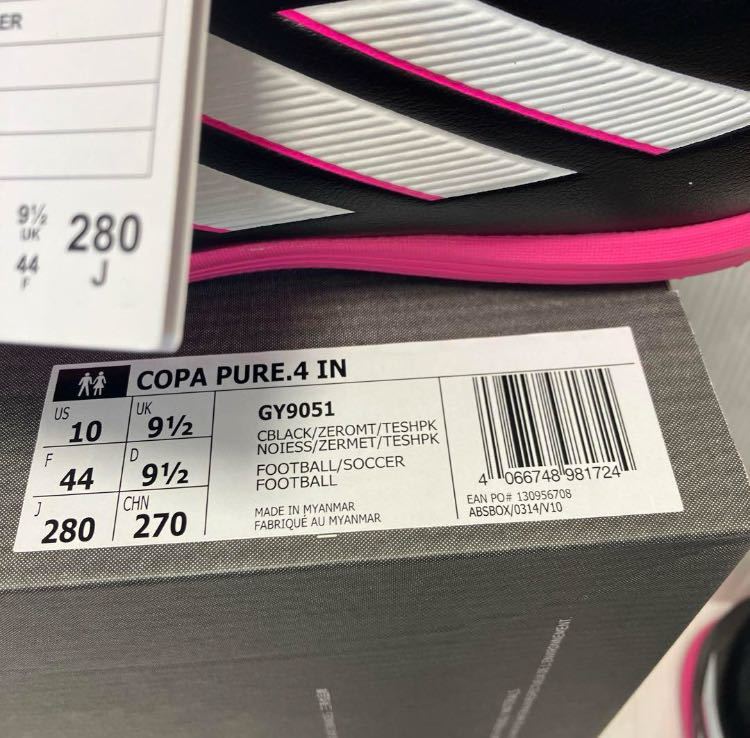 ER
9½
UK
280
44
F
J
COPA PURE.4 IN
US
10
UK
9½
F
44
D
9½
J
280
CHN
270
GY9051
CBLACK/ZEROMT/TESHPK
NOIESS/ZERMET/TESHPK
FOOTBALL/SOCCER
FOOTBALL
MADE IN MYANMAR
FABRIQUÉ AU MYANMAR
4 066748 981724
EAN PO# 130956708
ABSBOX/0314/V10